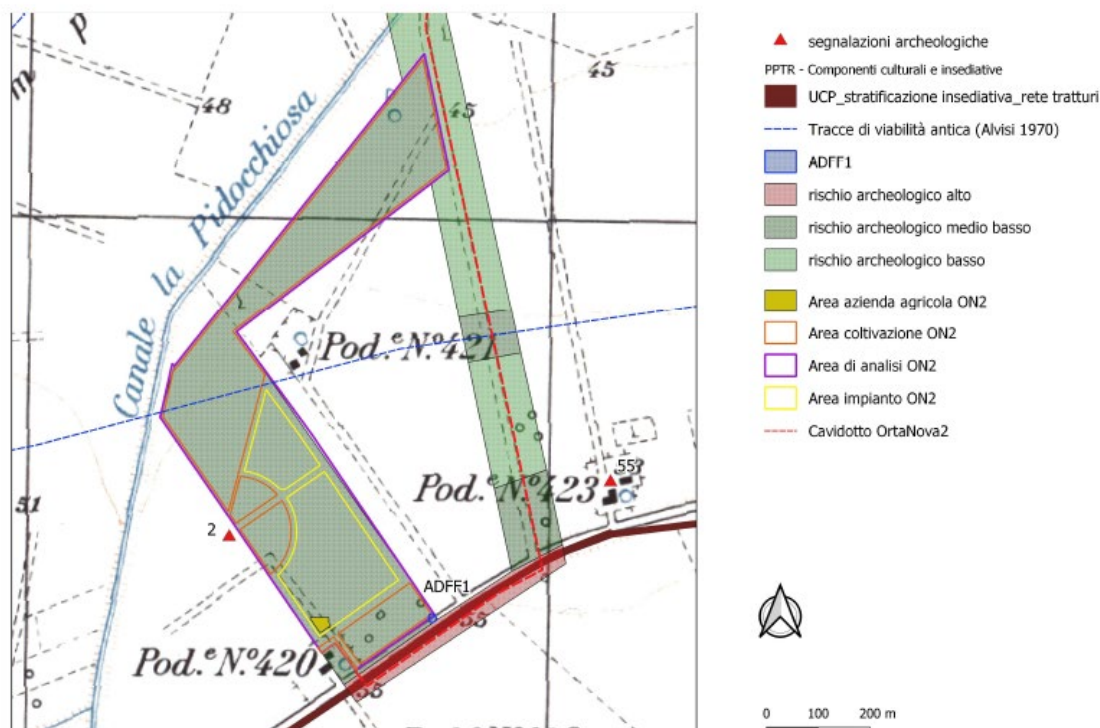 p
m
48
45
45
Canale la Pidocchiosa
Pod.e N.º421
51
2
Pod.e N.º423
553
ADFF1
55
Pod.e N.º420
55
segnalazioni archeologiche
PPTR - Componenti culturali e insediative
UCP_stratificazione insediativa_rete tratturi
Tracce di viabilità antica (Alvisi 1970)
ADFF1
rischio archeologico alto
rischio archeologico medio basso
rischio archeologico basso
Area azienda agricola ON2
Area coltivazione ON2
Area di analisi ON2
Area impianto ON2
Cavidotto OrtaNova2
0 100 200 m